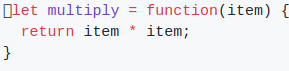 let multiply = function(item) {
  return item * item;
}